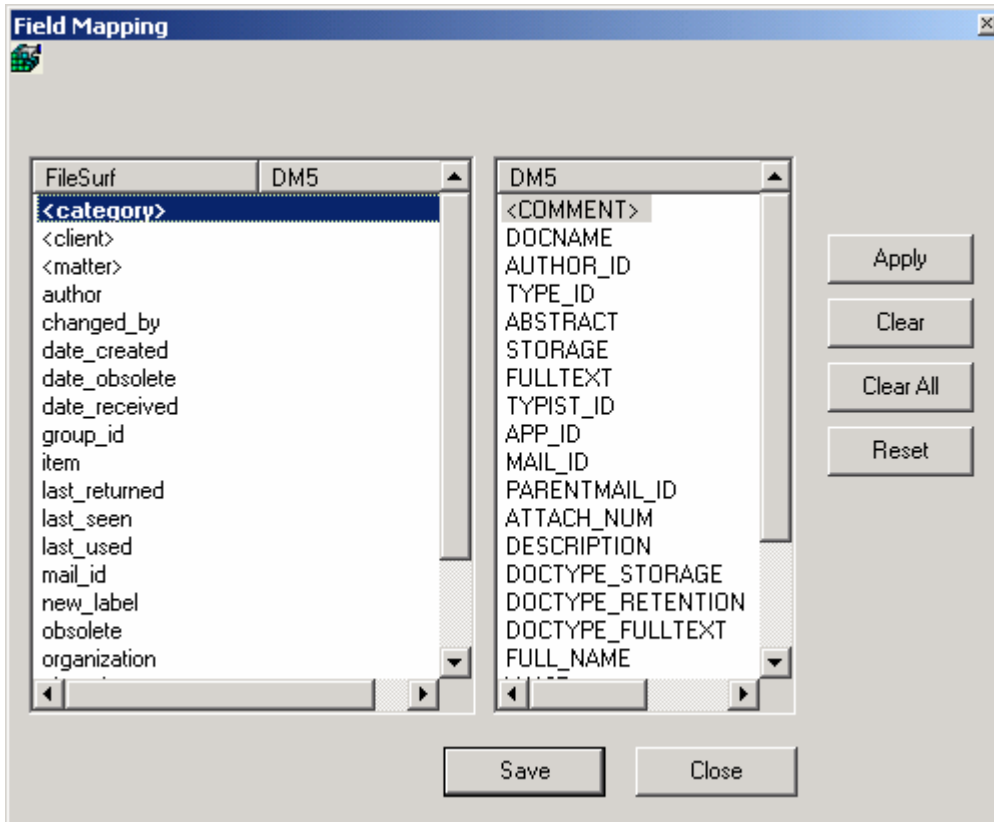 Field Mapping
FileSurf DM5
<category>
<client>
<matter>
author
changed_by
date_created
date_obsolete
date_received
group_id
item
last_returned
last_seen
last_used
mail_id
new_label
obsolete
organization
DM5
<COMMENT>
DOCNAME
AUTHOR_ID
TYPE_ID
ABSTRACT
STORAGE
FULLTEXT
TYPIST_ID
APP_ID
MAIL_ID
PARENTMAIL_ID
ATTACH_NUM
DESCRIPTION
DOCTYPE_STORAGE
DOCTYPE_RETENTION
DOCTYPE_FULLTEXT
FULL_NAME
Apply
Clear
Clear All
Reset
Save Close